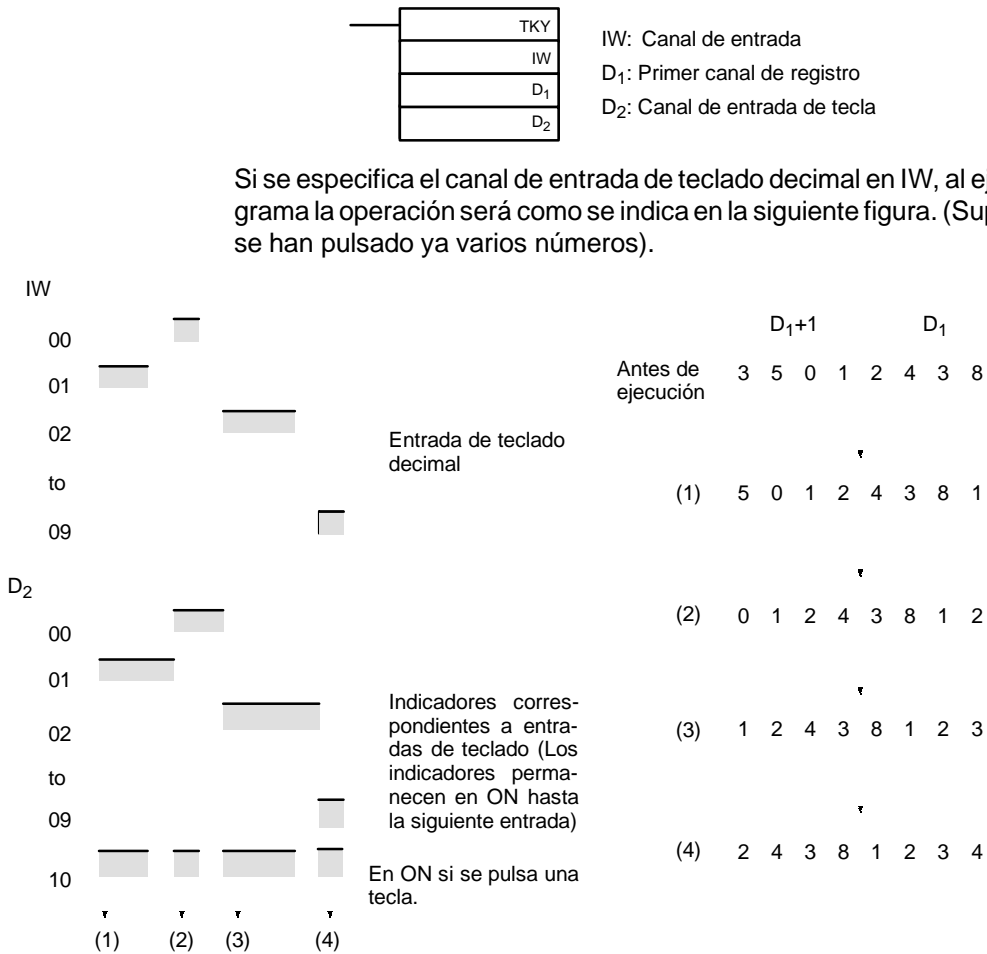 TKY
IW
D1
D2
IW: Canal de entrada
D1: Primer canal de registro
D2: Canal de entrada de tecla
Si se especifica el canal de entrada de teclado decimal en IW, al ej
grama la operación será como se indica en la siguiente figura. (Sup
se han pulsado ya varios números).
IW
00
01
02
to
09
Entrada de teclado
decimal
D2
00
01
02
to
09
10
Indicadores corres-
pondientes a entra-
das de teclado (Los
indicadores perma-
necen en ON hasta
la siguiente entrada)
En ON si se pulsa una
tecla.
(1) (2) (3) (4)
D1+1 D1
Antes de
ejecución
3 5 0 1 2 4 3 8
(1) 5 0 1 2 4 3 8 1
(2) 0 1 2 4 3 8 1 2
(3) 1 2 4 3 8 1 2 3
(4) 2 4 3 8 1 2 3 4